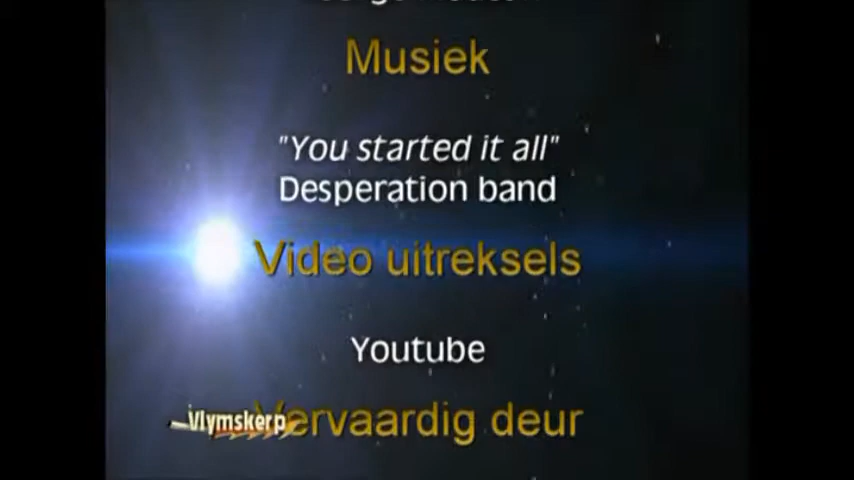 Musiek
"You started it all"
Desperation band
Video uitreksels
Youtube
Vervaardig deur
Vlymskerp